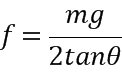 f = mg / 2tanθ